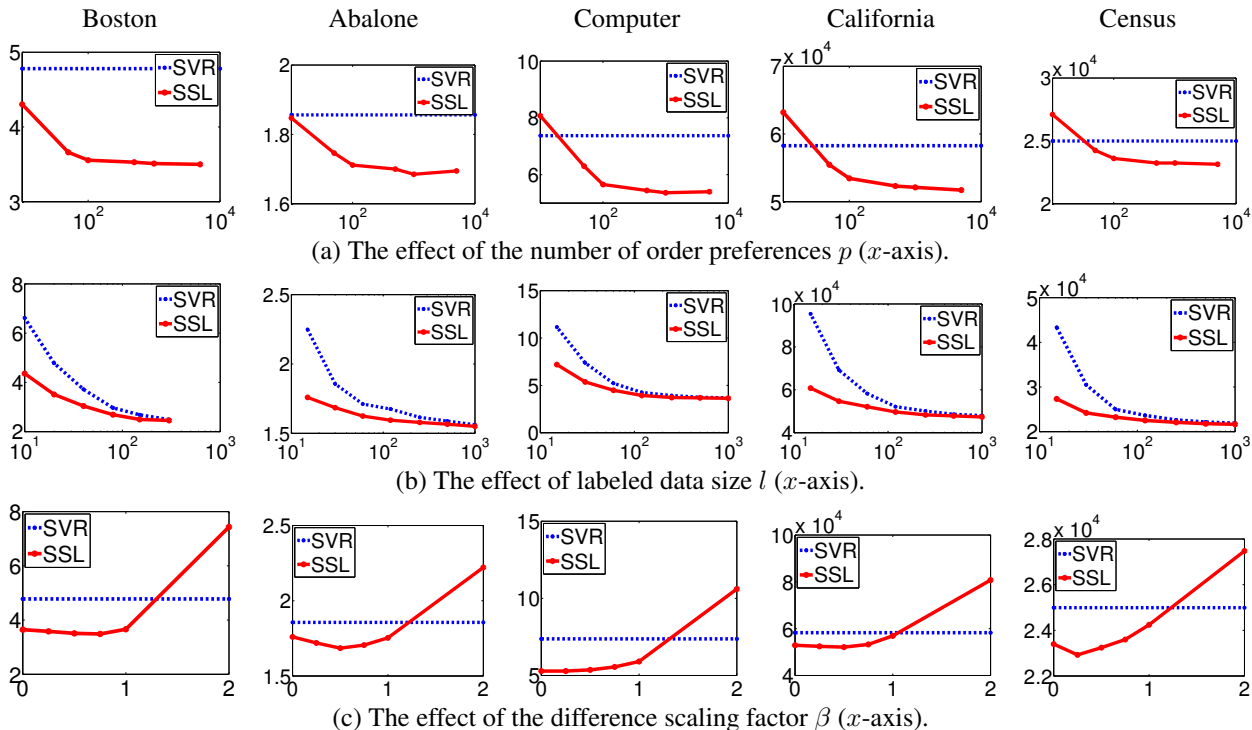 Boston Abalone Computer California Census
5
4
3
10^2 10^4
SVR
SSL
2
1.8
1.6
10^2 10^4
SVR
SSL
10
8
6
10^2 10^4
SVR
SSL
x 10^4
7
6
5
10^2 10^4
SVR
SSL
x 10^4
3
2.5
2
10^2 10^4
SVR
SSL
(a) The effect of the number of order preferences p (x-axis).
8
6
4
2
10^1 10^2 10^3
SVR
SSL
2.5
2
1.5
10^1 10^2 10^3
SVR
SSL
15
10
5
0
10^1 10^2 10^3
SVR
SSL
x 10^4
10
8
6
4
10^1 10^2 10^3
SVR
SSL
x 10^4
5
4
3
2
10^1 10^2 10^3
SVR
SSL
(b) The effect of labeled data size l (x-axis).
8
6
4
2
0 1 2
SVR
SSL
2.5
2
1.5
0 1 2
SVR
SSL
15
10
5
0 1 2
SVR
SSL
x 10^4
10
8
6
4
0 1 2
SVR
SSL
x 10^4
2.8
2.6
2.4
2.2
0 1 2
SVR
SSL
(c) The effect of the difference scaling factor β (x-axis).